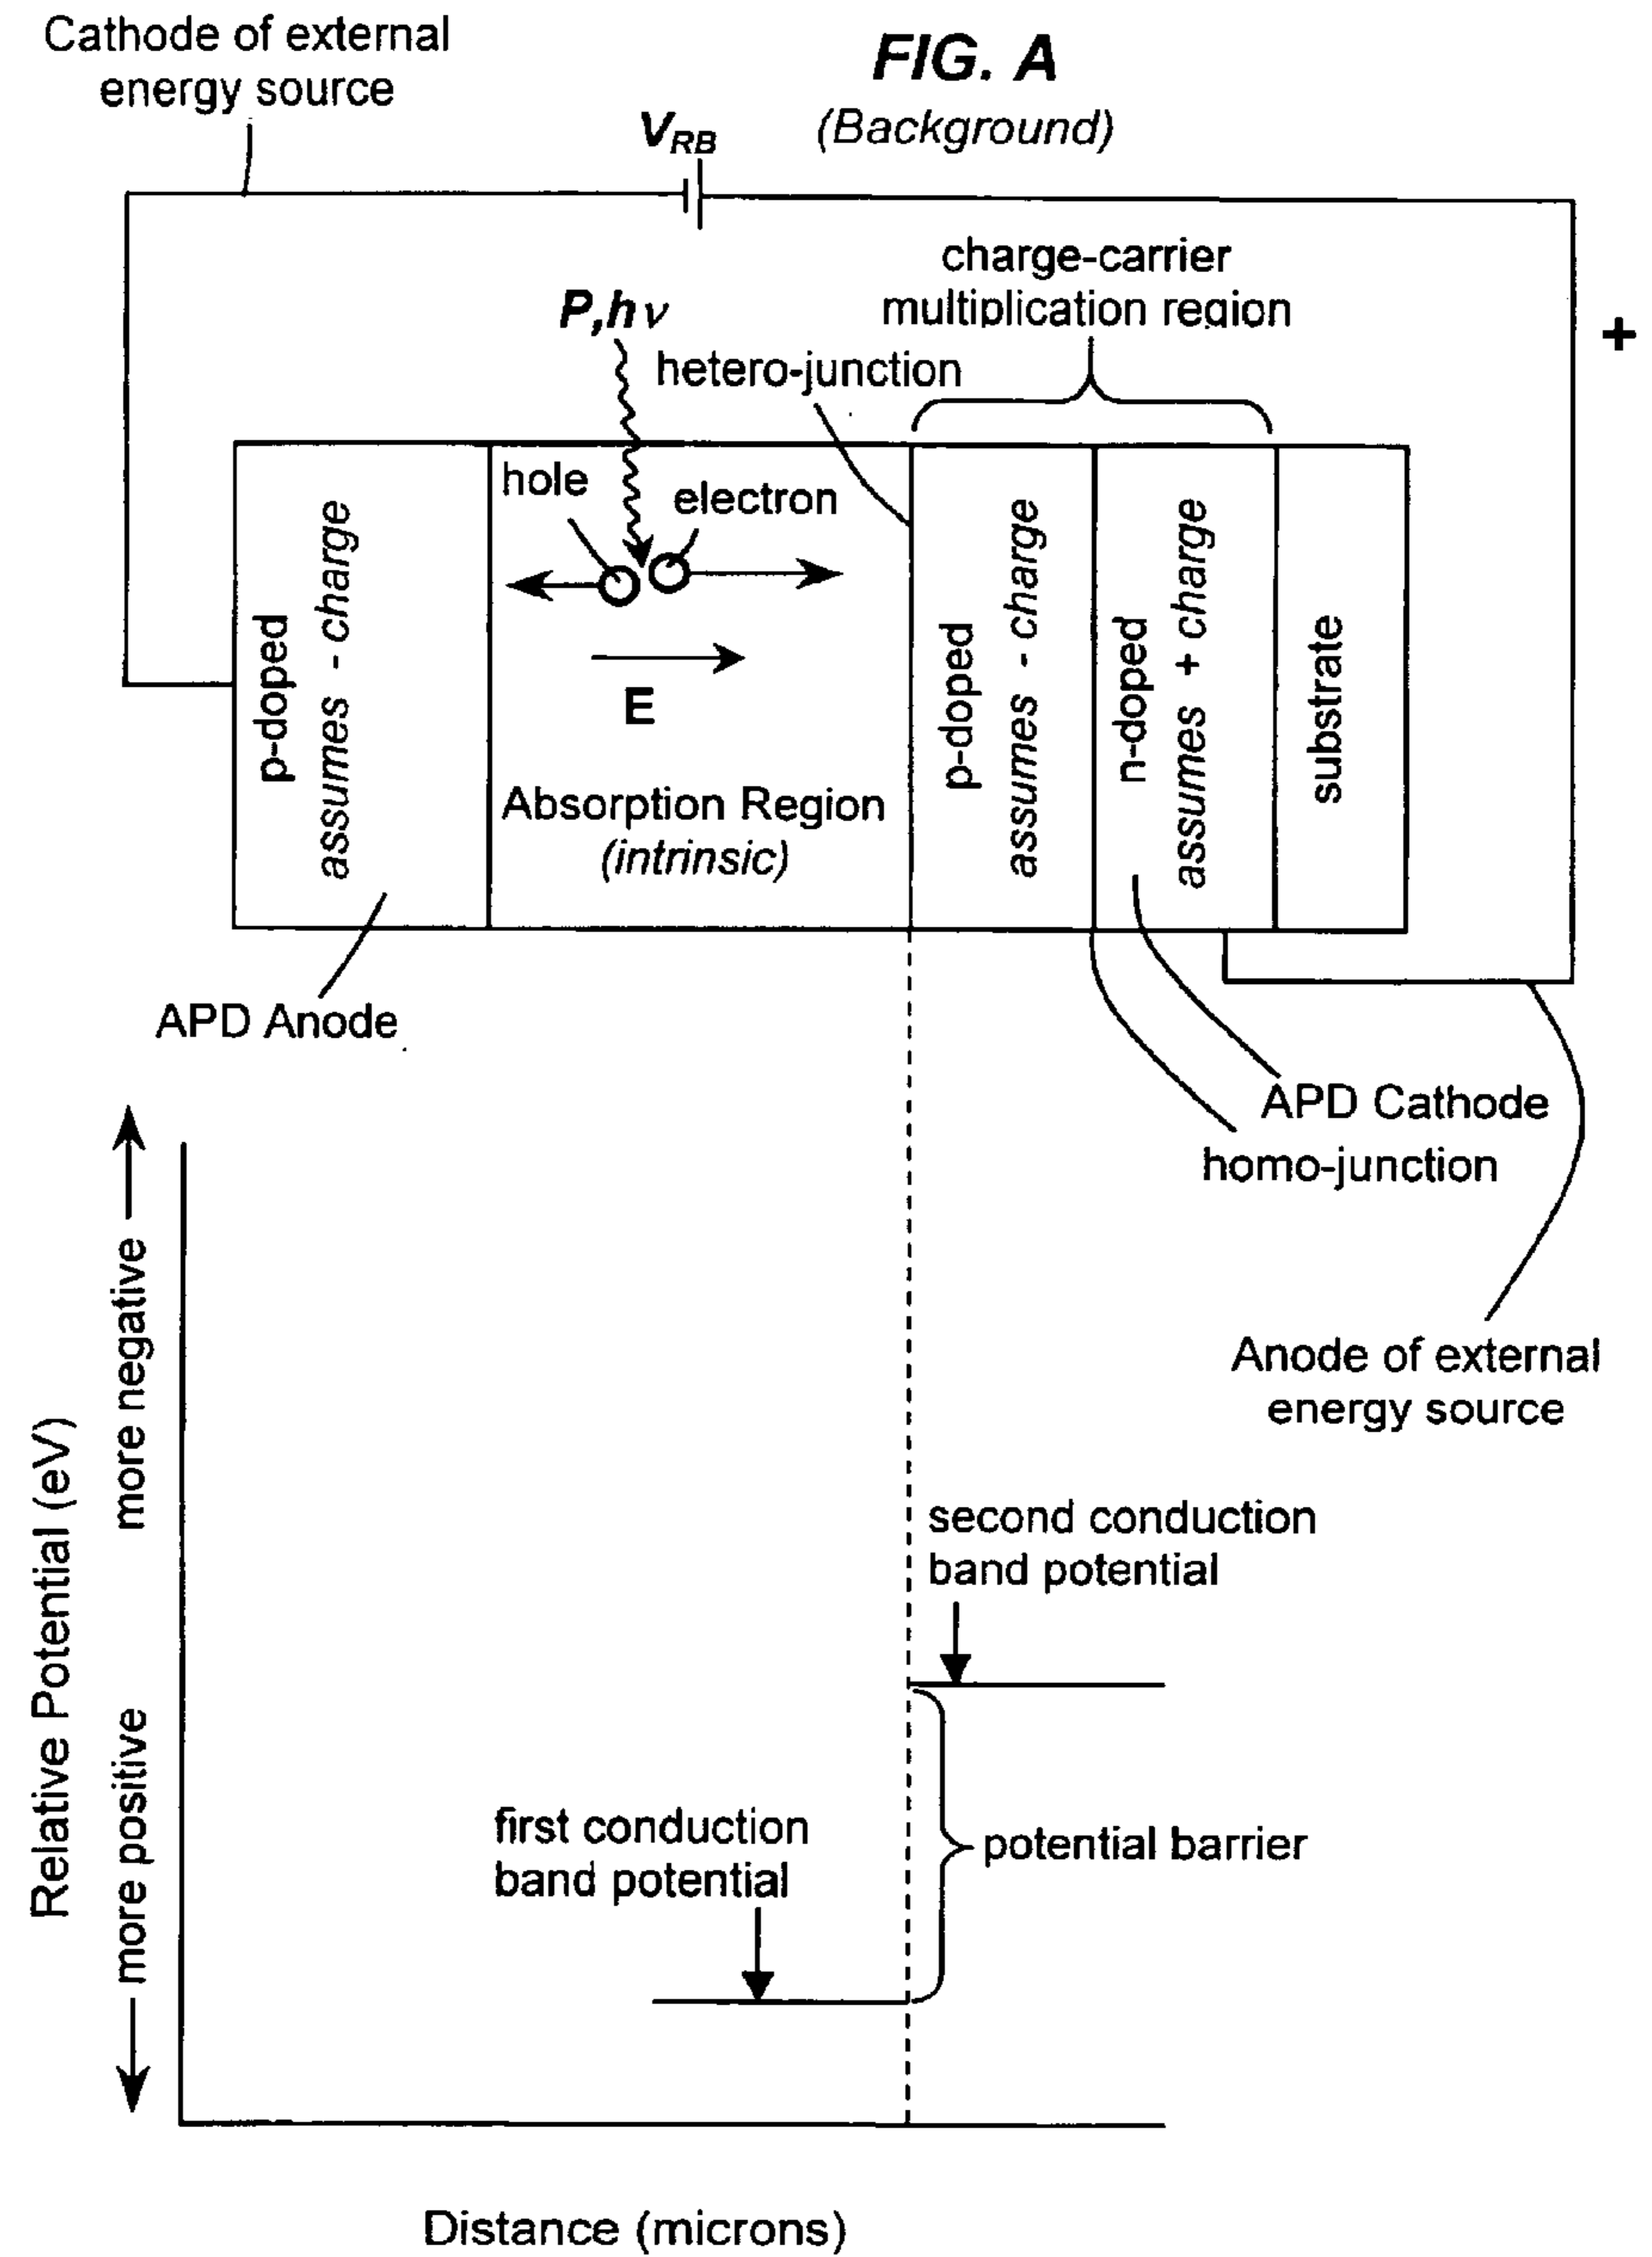 Cathode of external
energy source
FIG. A
(Background)
V_RB
charge-carrier
multiplication region
P,hν
+
hetero-junction
hole
electron
p-doped
assumes - charge
E
Absorption Region
(intrinsic)
p-doped
assumes - charge
n-doped
assumes + charge
substrate
APD Anode
APD Cathode
homo-junction
Anode of external
energy source
Relative Potential (eV)
more negative
more positive
second conduction
band potential
first conduction
band potential
potential barrier
Distance (microns)